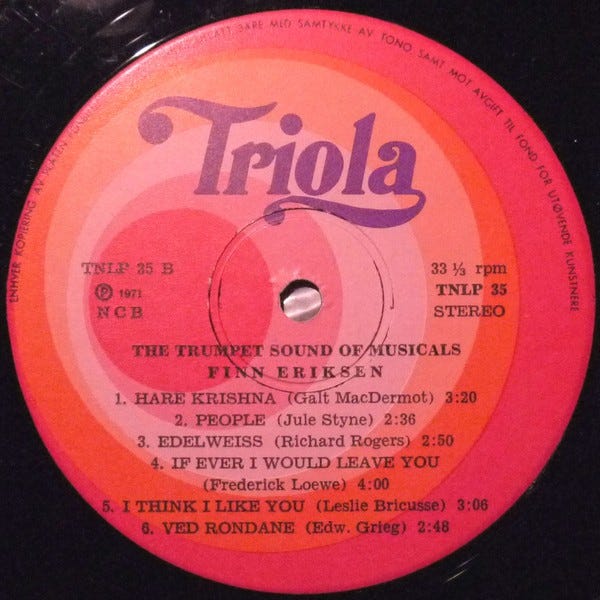 ENHVER KOPIERING AV PLATEN BARE MED SAMTYKKE AV TONO SAMT MOT AVGIFT TIL FOND FOR UTØVENDE KUNSTNERE
Triola
TNLP 35 B
℗ 1971
NCB
33 ⅓ rpm
TNLP 35
STEREO
THE TRUMPET SOUND OF MUSICALS
FINN ERIKSEN
1. HARE KRISHNA (Galt MacDermot) 3:20
2. PEOPLE (Jule Styne) 2:36
3. EDELWEISS (Richard Rogers) 2:50
4. IF EVER I WOULD LEAVE YOU
(Frederick Loewe) 4:00
5. I THINK I LIKE YOU (Leslie Bricusse) 3:06
6. VED RONDANE (Edw. Grieg) 2:48